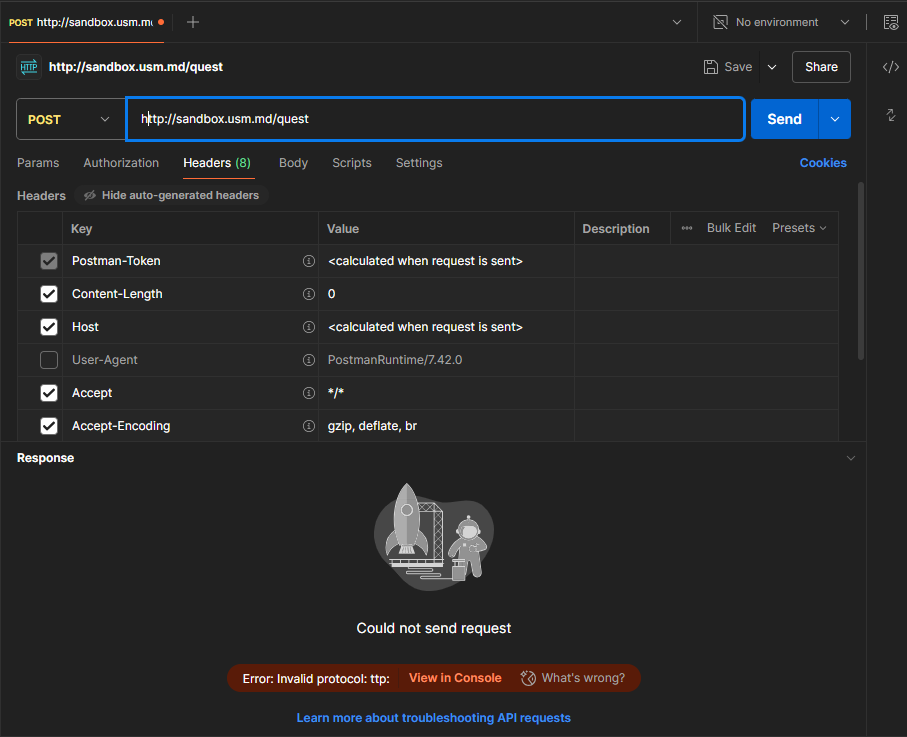 POST http://sandbox.usm.m
No environment
HTTP http://sandbox.usm.md/quest
Save
Share
POST http://sandbox.usm.md/quest Send
Params Authorization Headers (8) Body Scripts Settings Cookies
Headers Hide auto-generated headers
Key Value Description Bulk Edit Presets
Postman-Token <calculated when request is sent>
Content-Length 0
Host <calculated when request is sent>
User-Agent PostmanRuntime/7.42.0
Accept */*
Accept-Encoding gzip, deflate, br
Response
Could not send request
Error: Invalid protocol: ttp: View in Console What's wrong?
Learn more about troubleshooting API requests